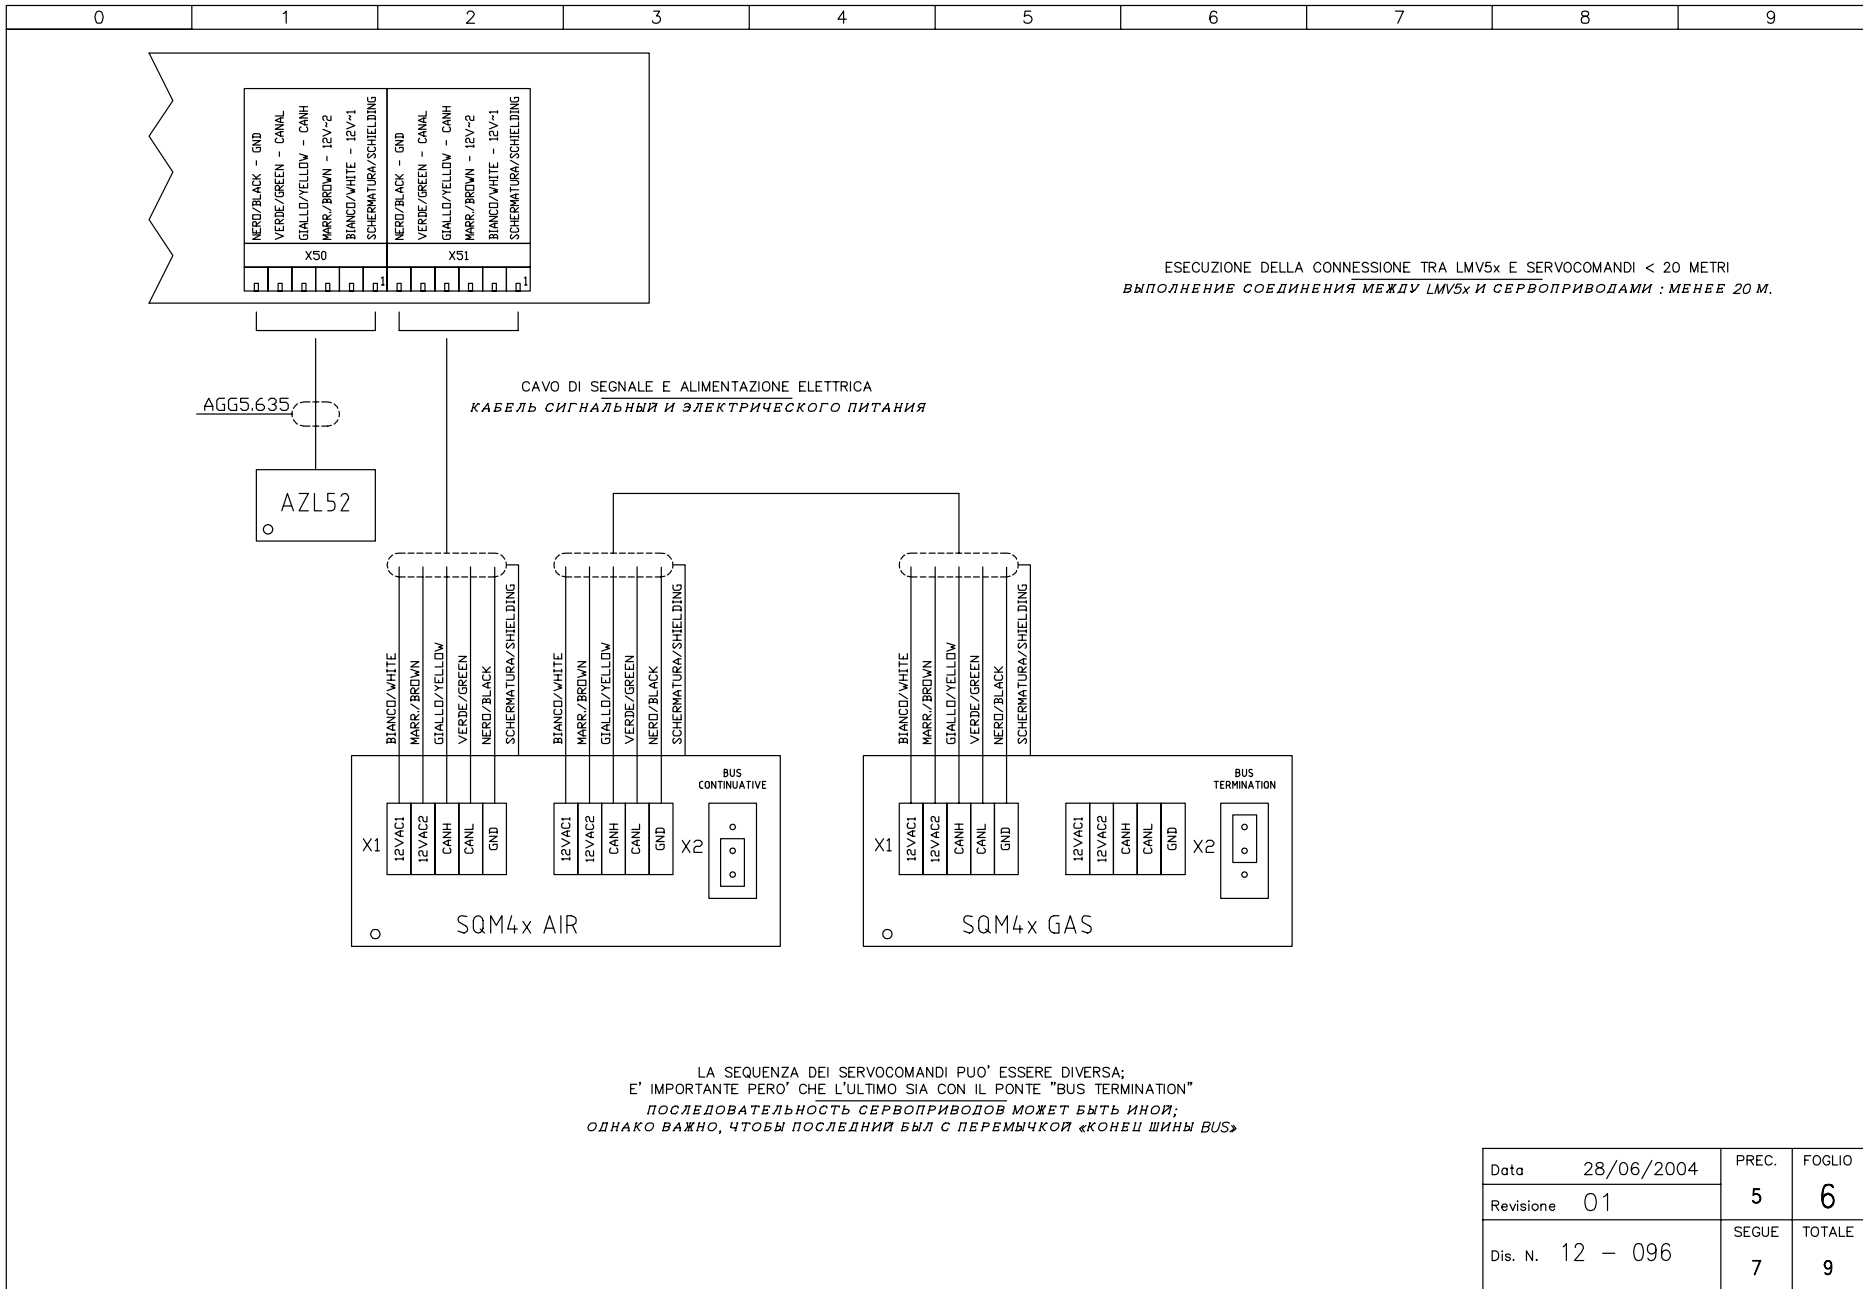 0 1 2 3 4 5 6 7 8 9
NERO/BLACK - GND
VERDE/GREEN - CANAL
GIALLO/YELLOW - CANH
MARR./BROWN - 12V~2
BIANCO/WHITE - 12V~1
SCHERMATURA/SCHIELDING
NERO/BLACK - GND
VERDE/GREEN - CANAL
GIALLO/YELLOW - CANH
MARR./BROWN - 12V~2
BIANCO/WHITE - 12V~1
SCHERMATURA/SCHIELDING
X50 X51
1 1
ESECUZIONE DELLA CONNESSIONE TRA LMV5x E SERVOCOMANDI < 20 METRI
ВЫПОЛНЕНИЕ СОЕДИНЕНИЯ МЕЖДУ LMV5x И СЕРВОПРИВОДАМИ : МЕНЕЕ 20 М.
CAVO DI SEGNALE E ALIMENTAZIONE ELETTRICA
КАБЕЛЬ СИГНАЛЬНЫЙ И ЭЛЕКТРИЧЕСКОГО ПИТАНИЯ
AGG5.635
AZL52
BIANCO/WHITE
MARR./BROWN
GIALLO/YELLOW
VERDE/GREEN
NERO/BLACK
SCHERMATURA/SHIELDING
BIANCO/WHITE
MARR./BROWN
GIALLO/YELLOW
VERDE/GREEN
NERO/BLACK
SCHERMATURA/SHIELDING
BIANCO/WHITE
MARR./BROWN
GIALLO/YELLOW
VERDE/GREEN
NERO/BLACK
SCHERMATURA/SHIELDING
BUS
CONTINUATIVE
X1
12VAC1
12VAC2
CANH
CANL
GND
12VAC1
12VAC2
CANH
CANL
GND
X2
SQM4x AIR
BUS
TERMINATION
X1
12VAC1
12VAC2
CANH
CANL
GND
12VAC1
12VAC2
CANH
CANL
GND
X2
SQM4x GAS
LA SEQUENZA DEI SERVOCOMANDI PUO' ESSERE DIVERSA;
E' IMPORTANTE PERO' CHE L'ULTIMO SIA CON IL PONTE "BUS TERMINATION"
ПОСЛЕДОВАТЕЛЬНОСТЬ СЕРВОПРИВОДОВ МОЖЕТ БЫТЬ ИНОЙ;
ОДНАКО ВАЖНО, ЧТОБЫ ПОСЛЕДНИЙ БЫЛ С ПЕРЕМЫЧКОЙ «КОНЕЦ ШИНЫ BUS»
Data 28/06/2004
PREC.
5
FOGLIO
6
Revisione 01
Dis. N. 12 - 096
SEGUE
7
TOTALE
9